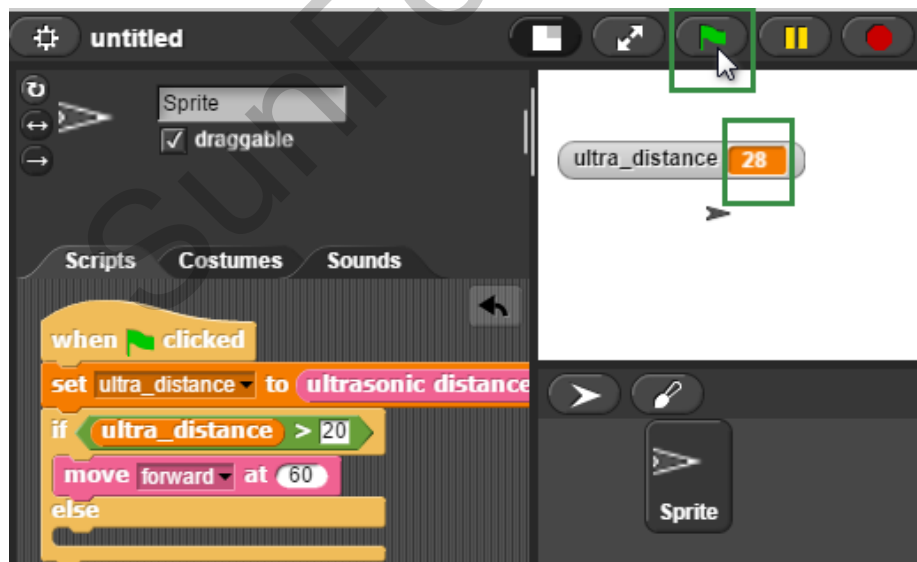 untitled
Sprite
draggable
ultra_distance 28
Scripts Costumes Sounds
when clicked
set ultra_distance to ultrasonic distance
if ultra_distance > 20
move forward at 60
else
Sprite